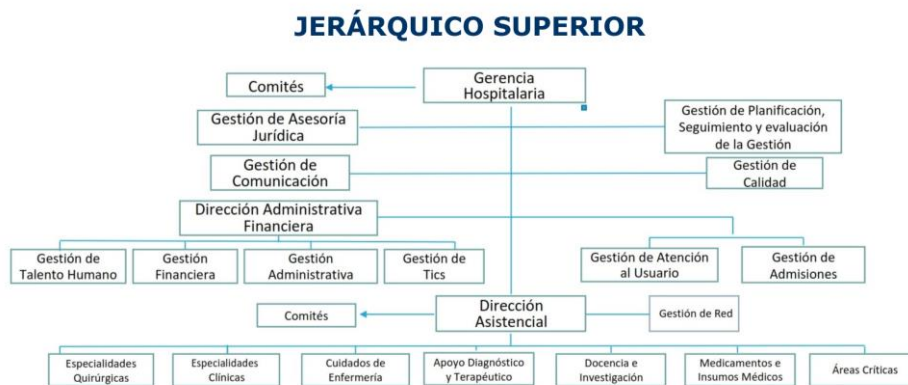 JERÁRQUICO SUPERIOR
Comités
Gerencia
Hospitalaria
Gestión de Asesoría
Jurídica
Gestión de Planificación,
Seguimiento y evaluación
de la Gestión
Gestión de
Comunicación
Gestión de
Calidad
Dirección Administrativa
Financiera
Gestión de
Talento Humano
Gestión
Financiera
Gestión
Administrativa
Gestión de
Tics
Gestión de Atención
al Usuario
Gestión de
Admisiones
Comités
Dirección
Asistencial
Gestión de Red
Especialidades
Quirúrgicas
Especialidades
Clínicas
Cuidados de
Enfermería
Apoyo Diagnóstico
y Terapéutico
Docencia e
Investigación
Medicamentos e
Insumos Médicos
Áreas Críticas